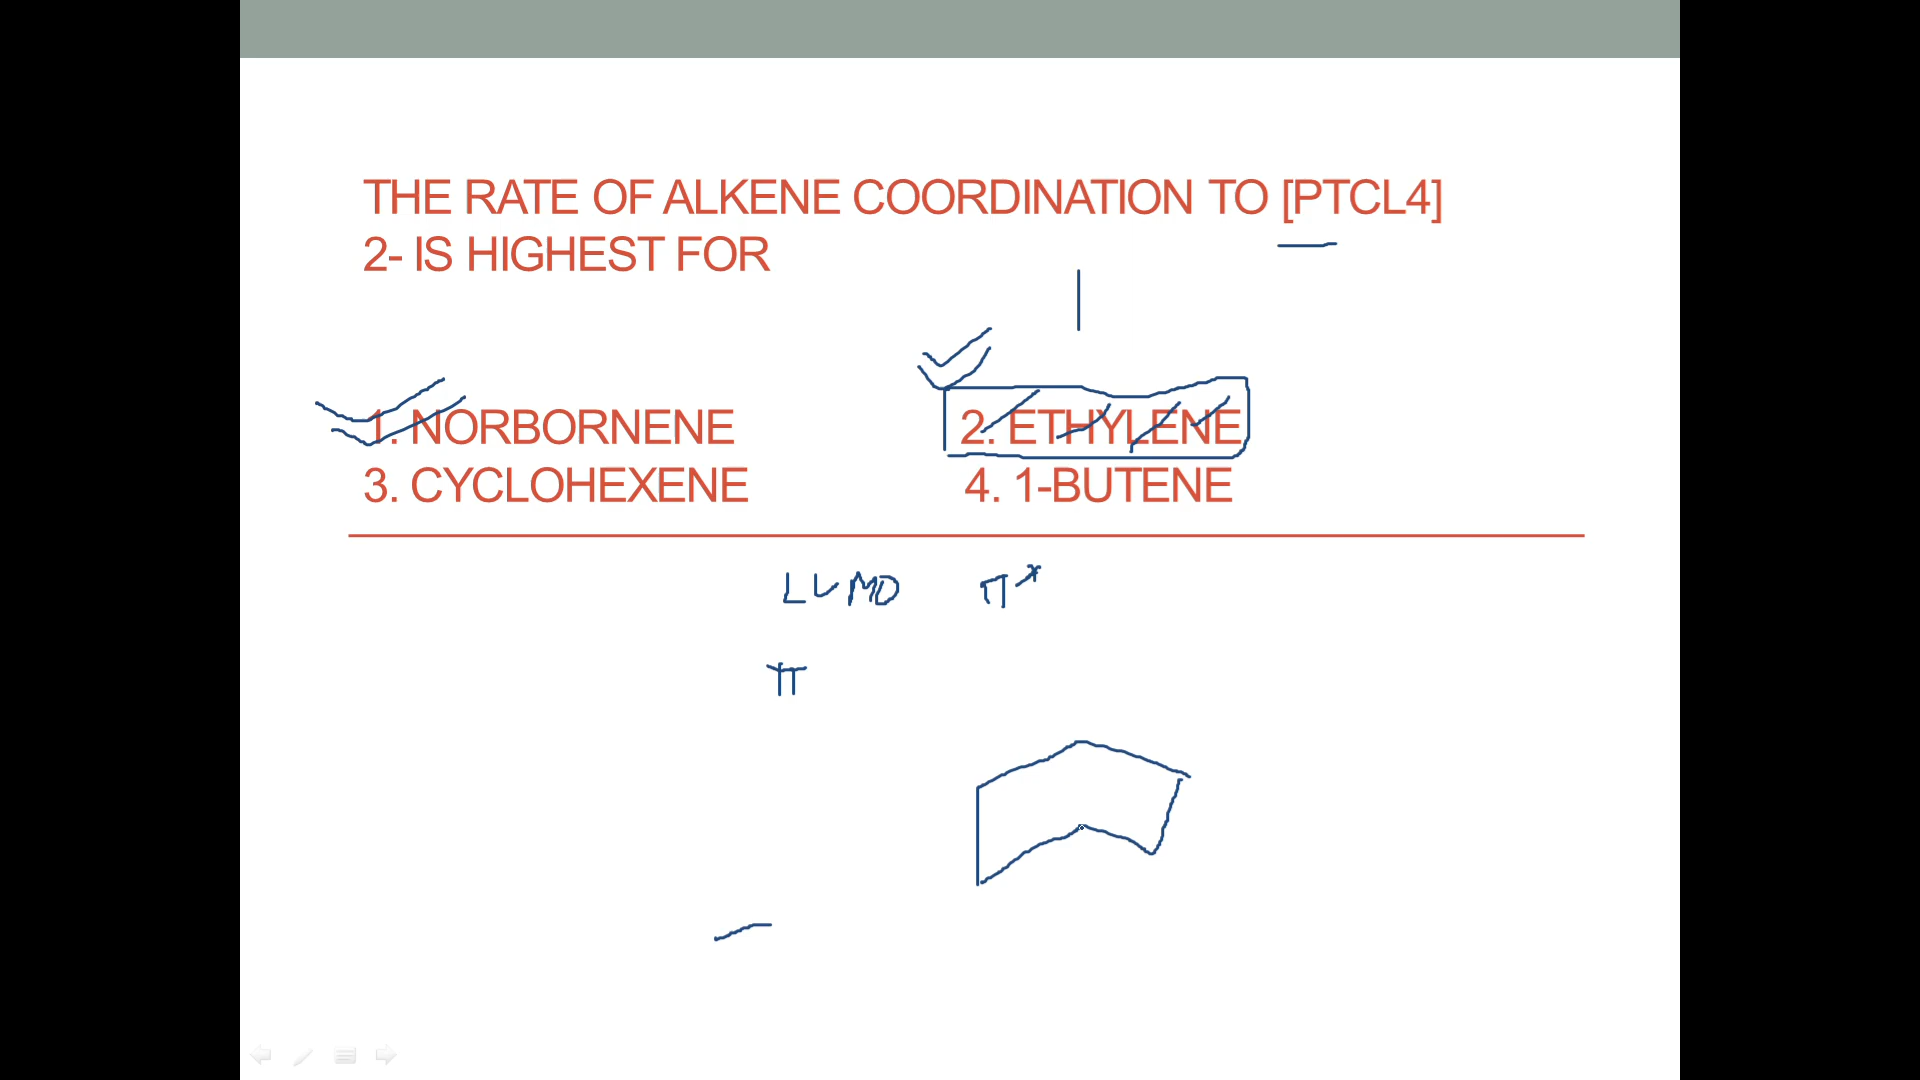 THE RATE OF ALKENE COORDINATION TO [PTCL4]
2- IS HIGHEST FOR
1. NORBORNENE 2. ETHYLENE
3. CYCLOHEXENE 4. 1-BUTENE
LUMO π*
π